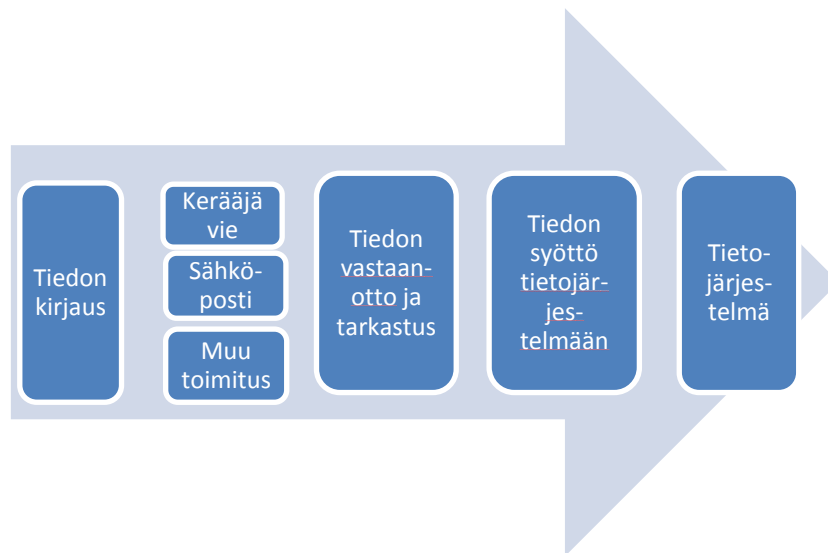 Tiedon
kirjaus
Kerääjä
vie
Sähkö-
posti
Muu
toimitus
Tiedon
vastaan-
otto ja
tarkastus
Tiedon
syöttö
tietojär-
jes-
telmään
Tieto-
järjes-
telmä